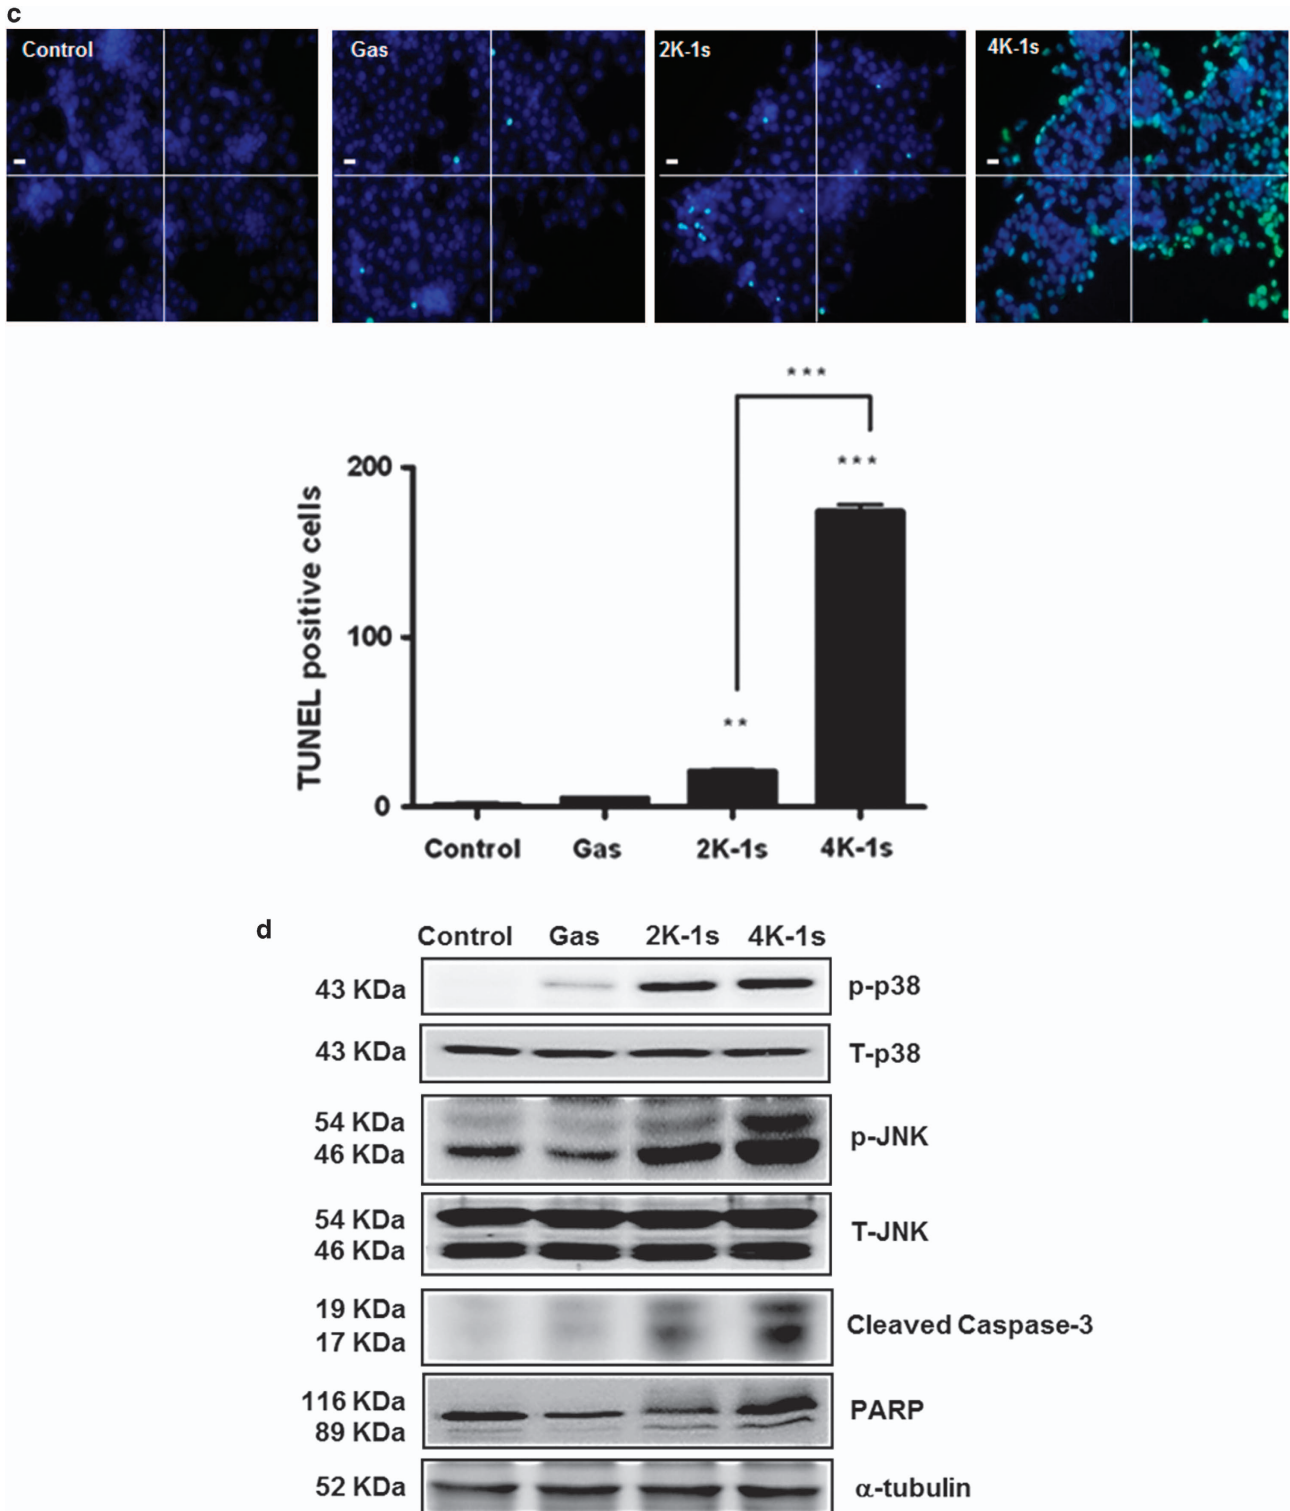 c
Control
Gas
2K-1s
4K-1s
***
***
**
200
100
0
TUNEL positive cells
Control Gas 2K-1s 4K-1s
d
Control Gas 2K-1s 4K-1s
43 KDa p-p38
43 KDa T-p38
54 KDa
46 KDa
p-JNK
54 KDa
46 KDa
T-JNK
19 KDa
17 KDa
Cleaved Caspase-3
116 KDa
89 KDa
PARP
52 KDa α-tubulin